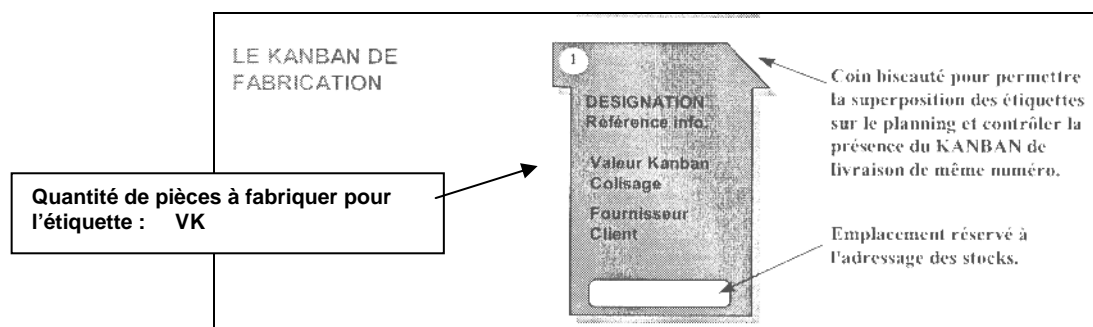 LE KANBAN DE
FABRICATION
Quantité de pièces à fabriquer pour
l'étiquette : VK
1
DESIGNATION
Référence info.
Valeur Kanban
Colisage
Fournisseur
Client
Coin biseauté pour permettre
la superposition des étiquettes
sur le planning et contrôler la
présence du KANBAN de
livraison de même numéro.
Emplacement réservé à
l'adressage des stocks.